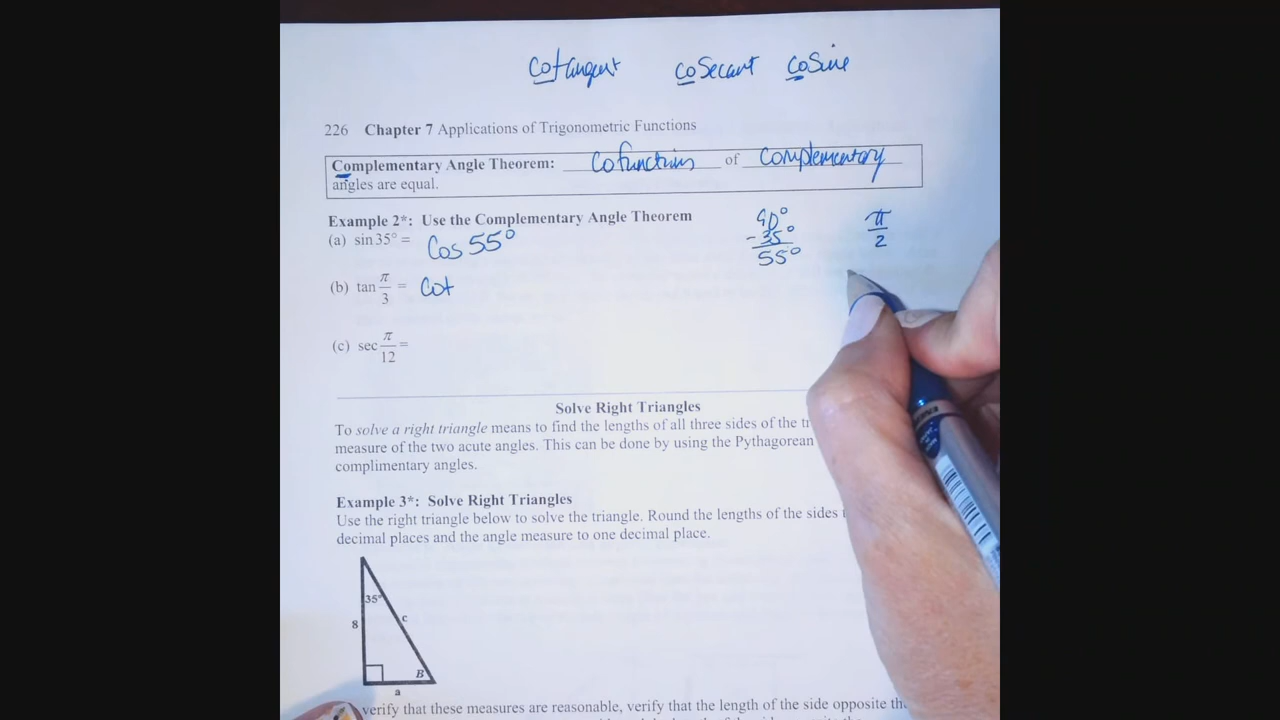 cotangent cosecant cosine
226 Chapter 7 Applications of Trigonometric Functions
Complementary Angle Theorem: Cofunctions of Complementary
angles are equal.
Example 2*: Use the Complementary Angle Theorem
(a) sin 35° = Cos 55°
90°
- 35°
55°
π
2
(b) tan π/3 = Cot
(c) sec π/12 =
Solve Right Triangles
To solve a right triangle means to find the lengths of all three sides of the
measure of the two acute angles. This can be done by using the Pythagorean
complimentary angles.
Example 3*: Solve Right Triangles
Use the right triangle below to solve the triangle. Round the lengths of the sides
decimal places and the angle measure to one decimal place.
35°
8
c
B
a
verify that these measures are reasonable, verify that the length of the side opposite the